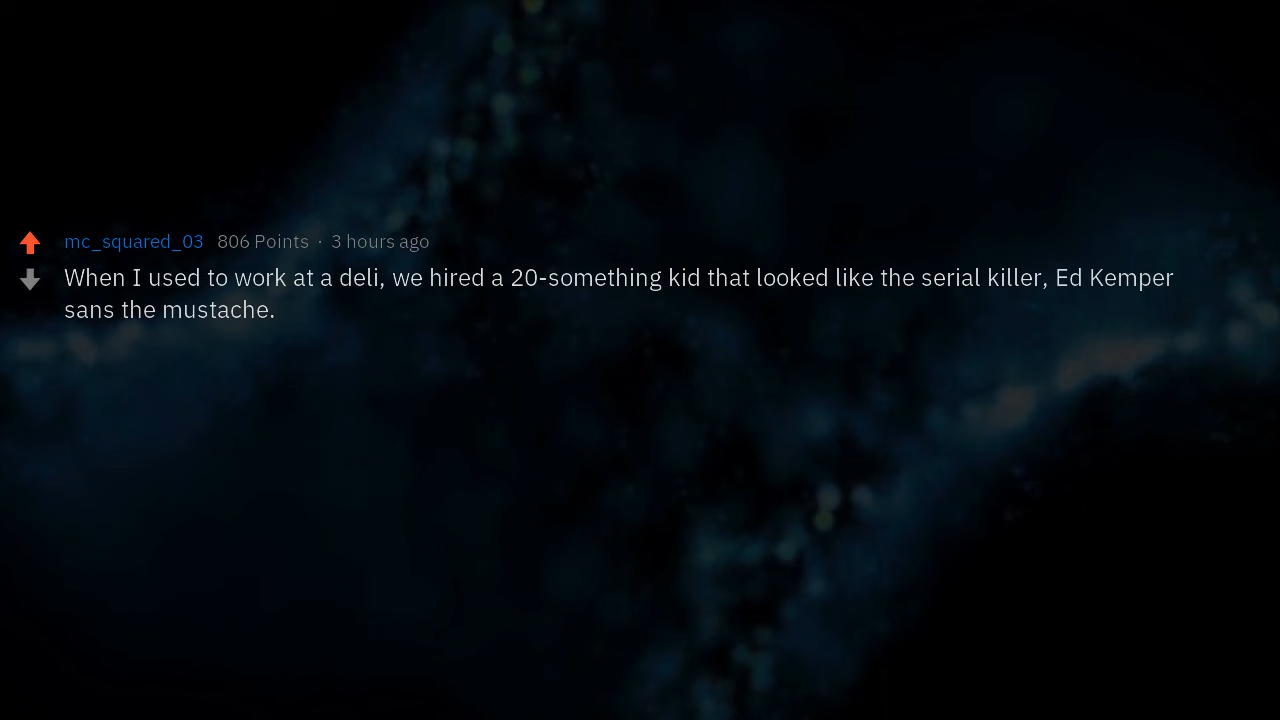 mc_squared_03 806 Points · 3 hours ago
When I used to work at a deli, we hired a 20-something kid that looked like the serial killer, Ed Kemper
sans the mustache.